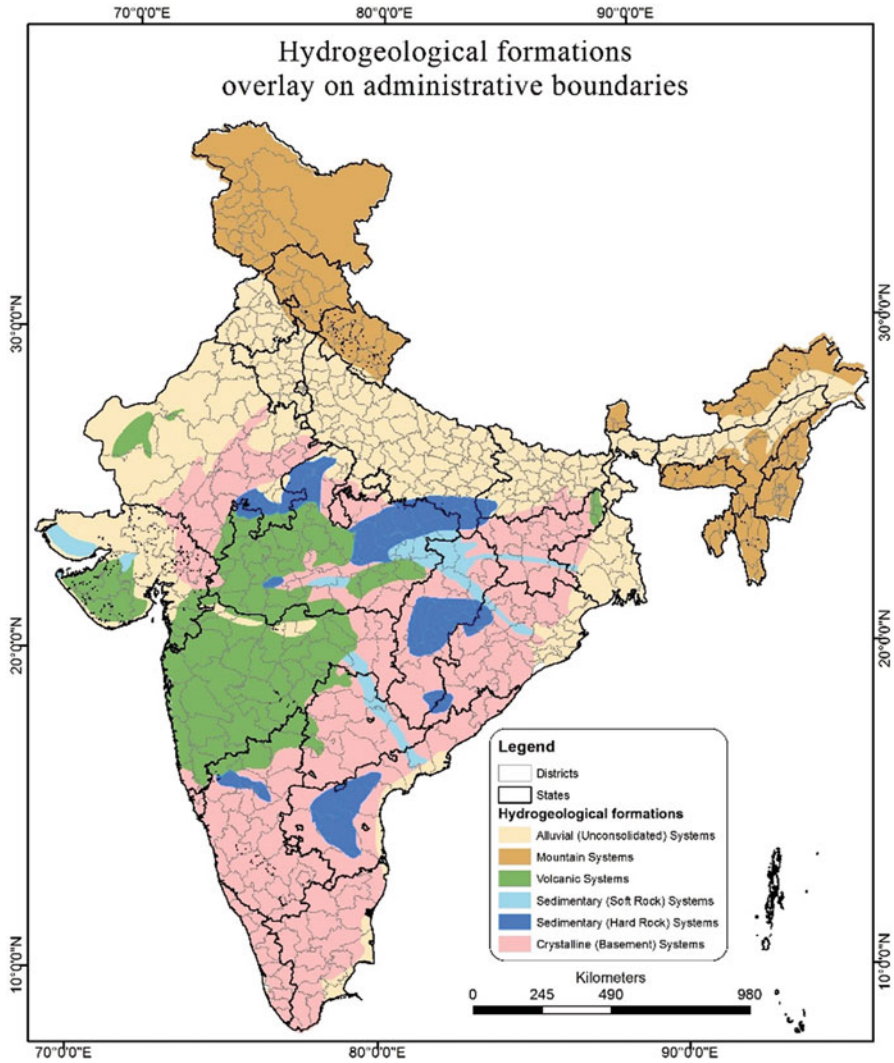 70°0'0"E
80°0'0"E
90°0'0"E
Hydrogeological formations
overlay on administrative boundaries
30°0'0"N
30°0'0"N
20°0'0"N
20°0'0"N
10°0'0"N
10°0'0"N
Legend
Districts
States
Hydrogeological formations
Alluvial (Unconsolidated) Systems
Mountain Systems
Volcanic Systems
Sedimentary (Soft Rock) Systems
Sedimentary (Hard Rock) Systems
Crystalline (Basement) Systems
Kilometers
0 245 490 980
70°0'0"E
80°0'0"E
90°0'0"E